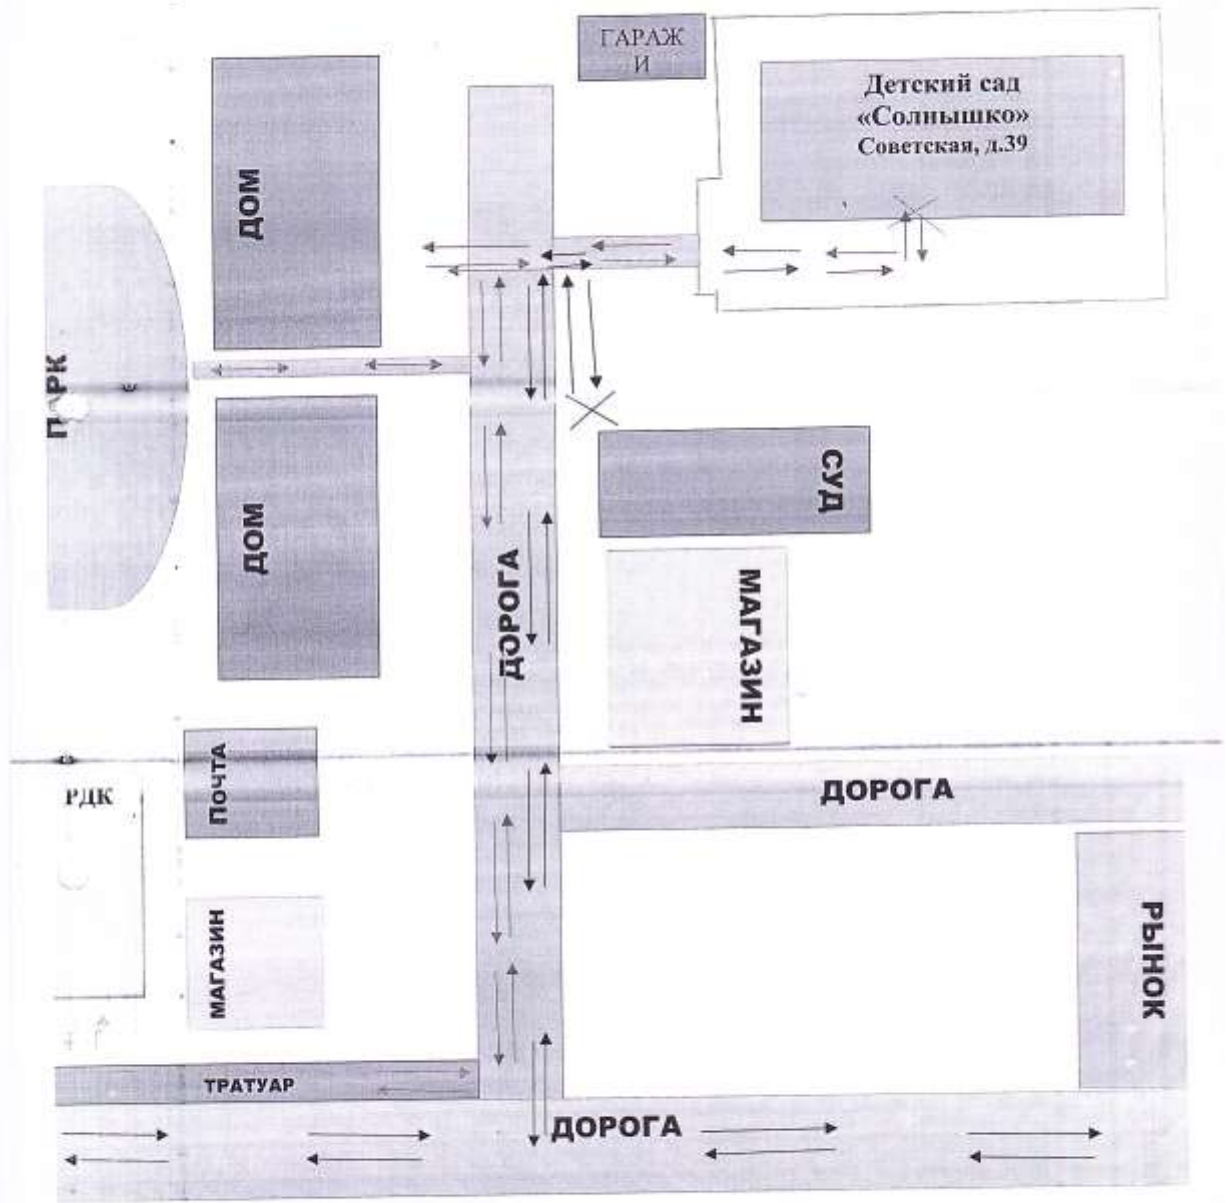 ГАРАЖ
И
Детский сад
«Солнышко»
Советская, д.39
ДОМ
ПАРК
ДОМ
СУД
ДОРОГА
МАГАЗИН
ПОЧТА
РДК
ДОРОГА
МАГАЗИН
РЫНОК
ТРАТУАР
ДОРОГА